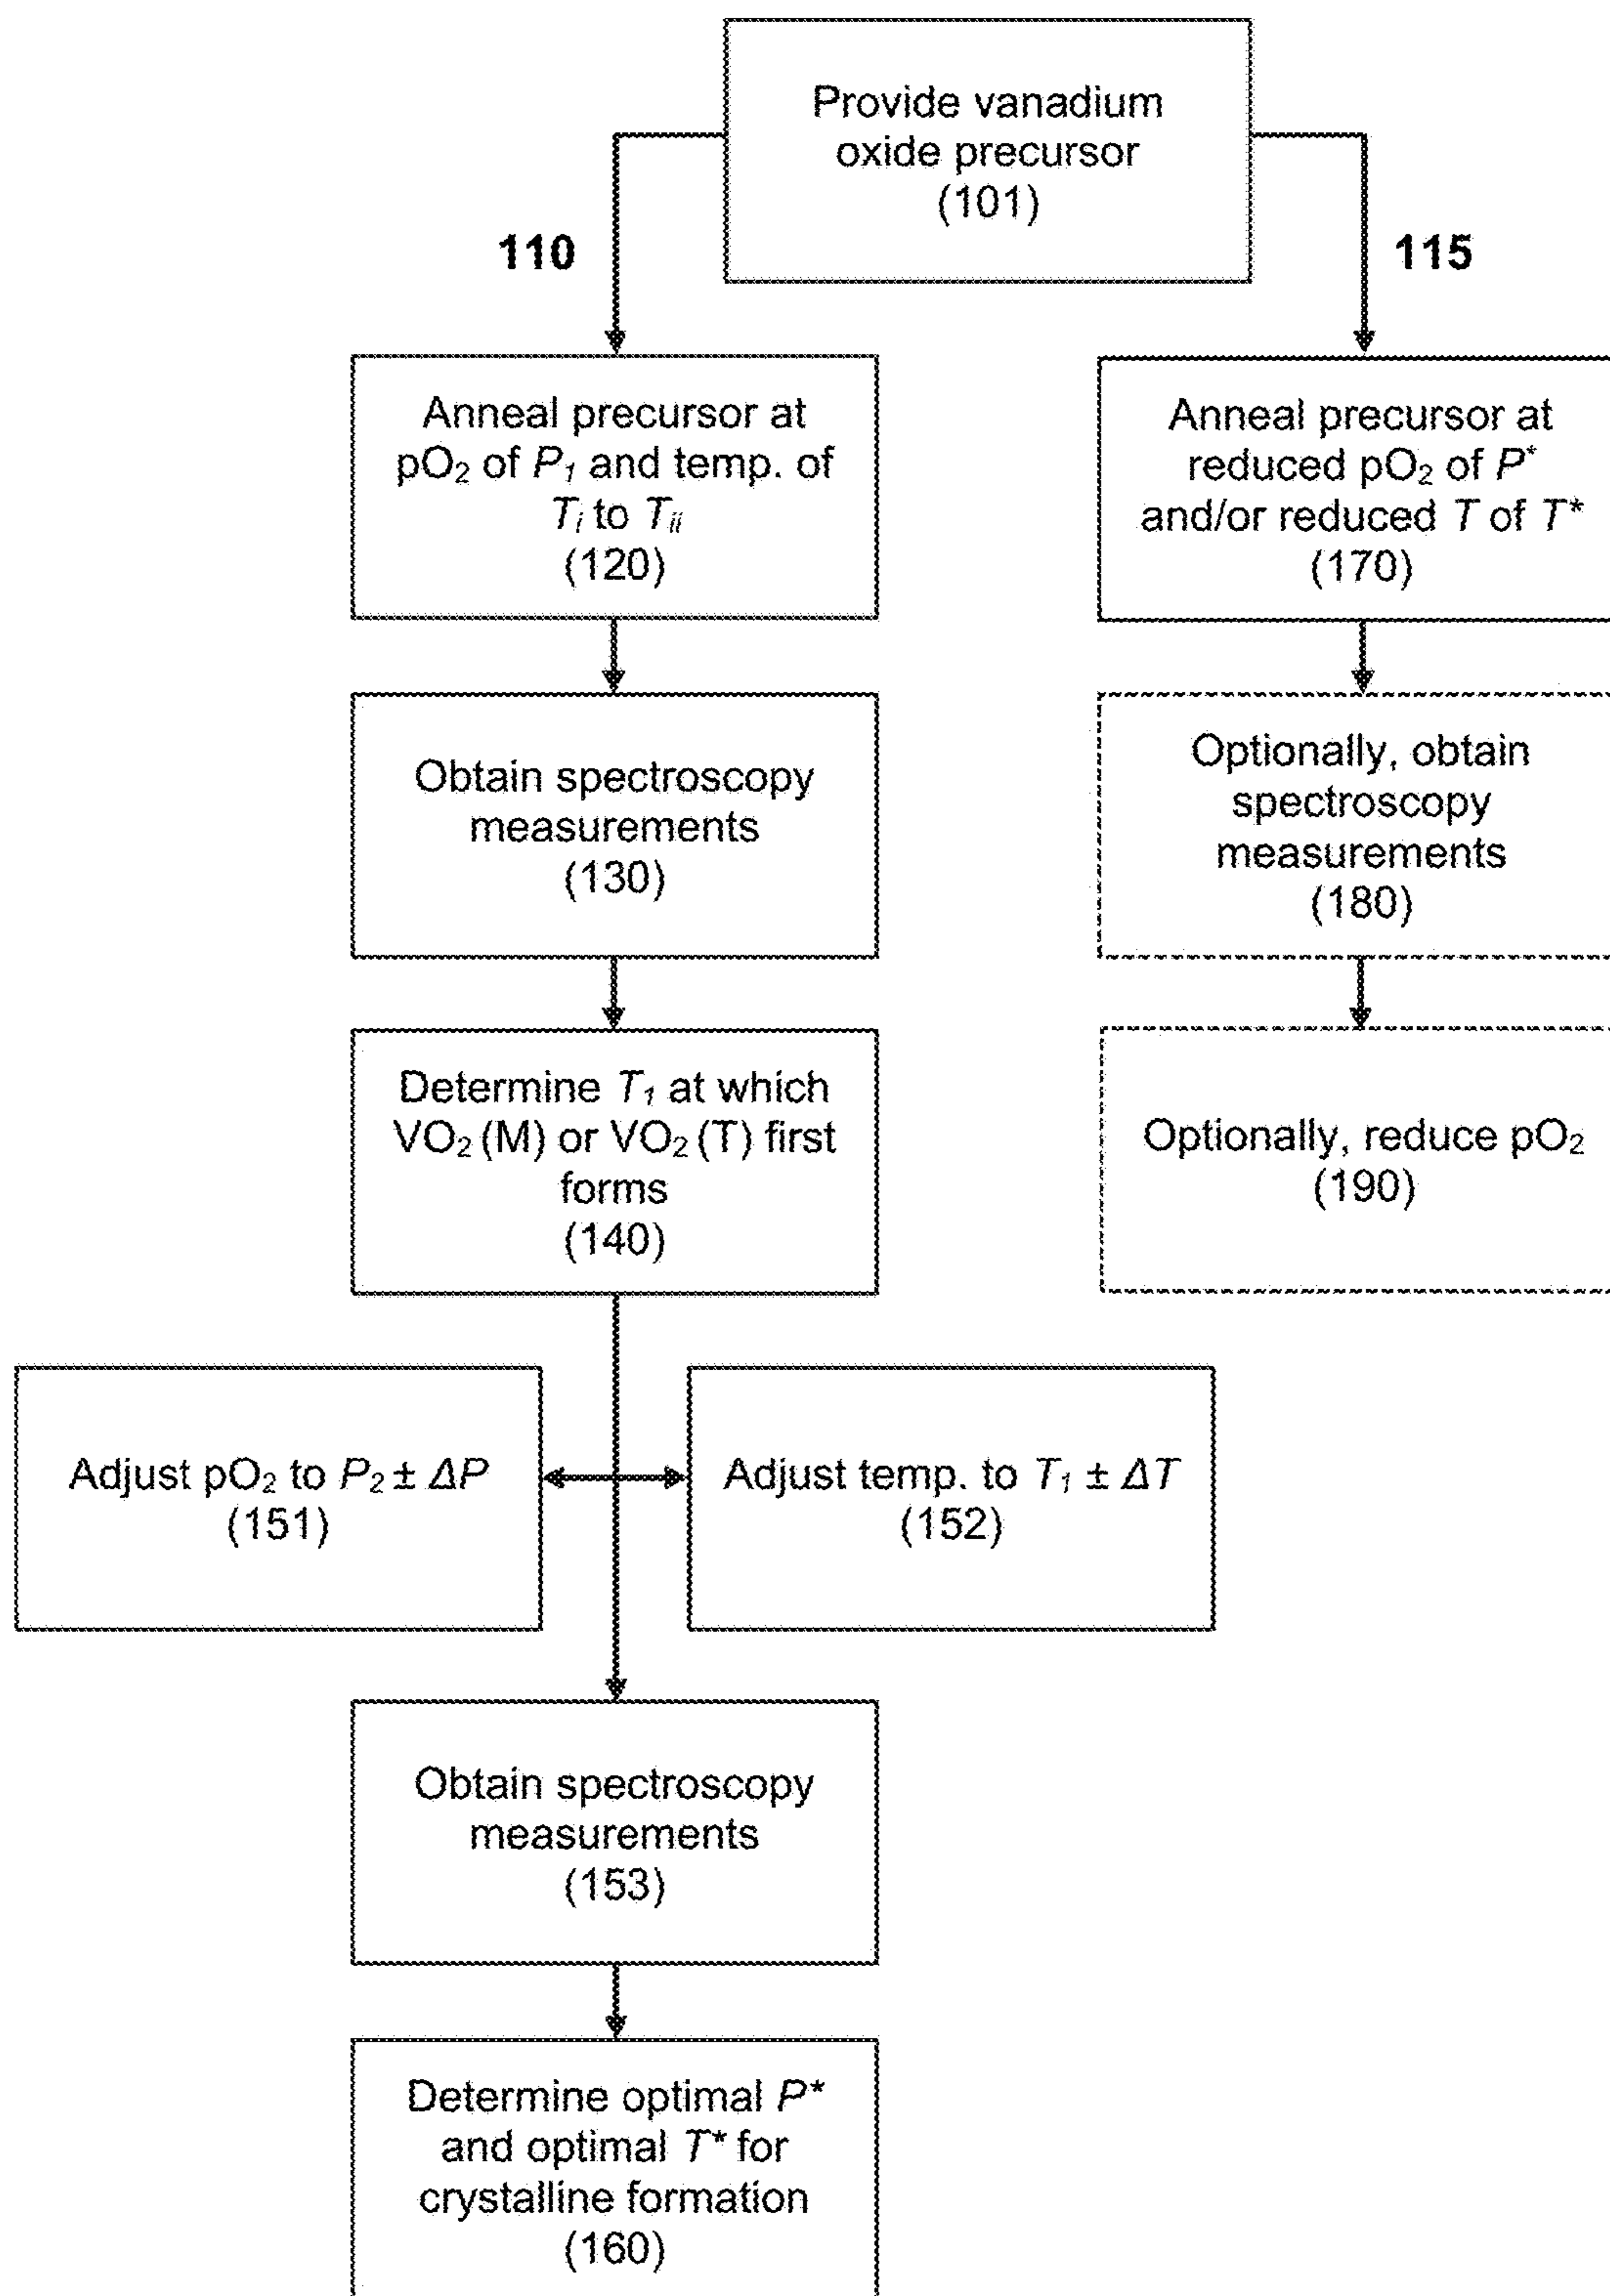 Provide vanadium
oxide precursor
(101)
110
115
Anneal precursor at
pO₂ of P₁ and temp. of
Tᵢ to Tᵢᵢ
(120)
Anneal precursor at
reduced pO₂ of P*
and/or reduced T of T*
(170)
Obtain spectroscopy
measurements
(130)
Optionally, obtain
spectroscopy
measurements
(180)
Determine T₁ at which
VO₂ (M) or VO₂ (T) first
forms
(140)
Optionally, reduce pO₂
(190)
Adjust pO₂ to P₂ ± ΔP
(151)
Adjust temp. to T₁ ± ΔT
(152)
Obtain spectroscopy
measurements
(153)
Determine optimal P*
and optimal T* for
crystalline formation
(160)